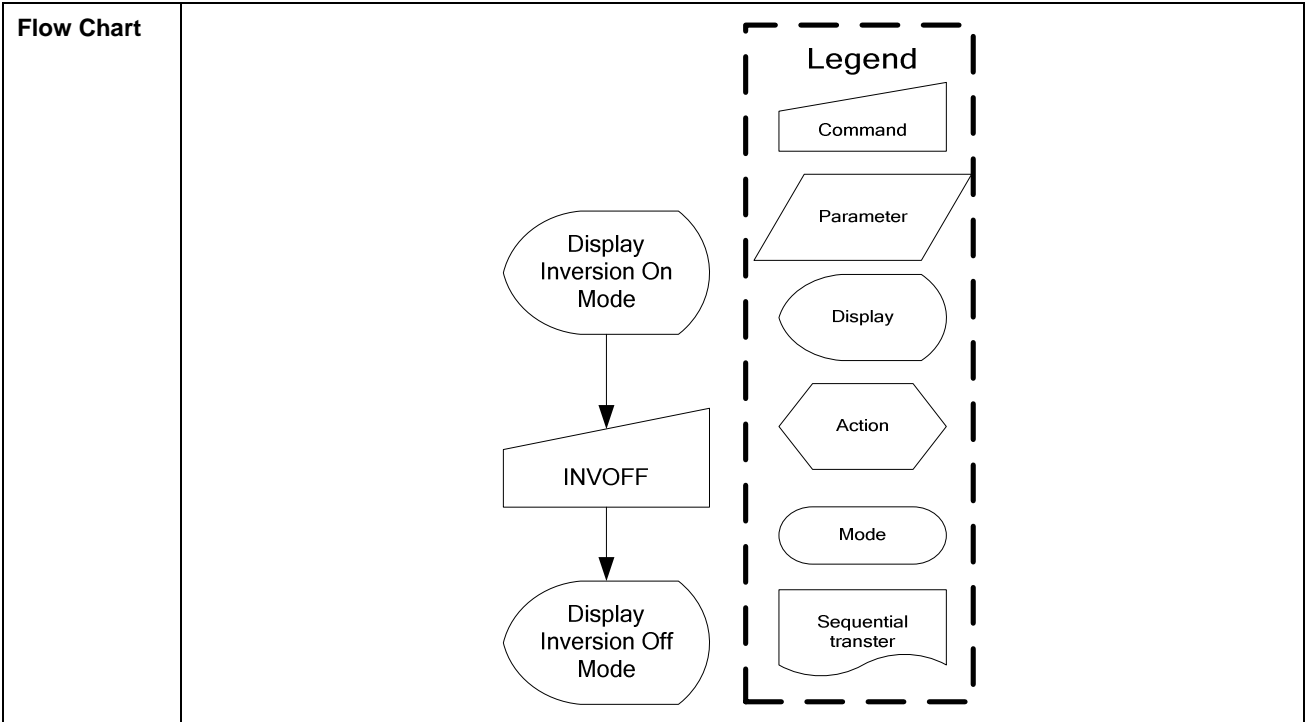 Flow Chart
Display
Inversion On
Mode
INVOFF
Display
Inversion Off
Mode
Legend
Command
Parameter
Display
Action
Mode
Sequential
transter